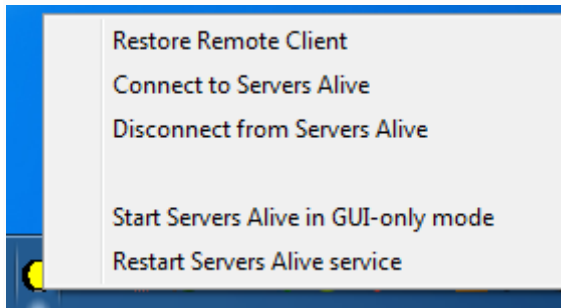 Restore Remote Client
Connect to Servers Alive
Disconnect from Servers Alive
Start Servers Alive in GUI-only mode
Restart Servers Alive service